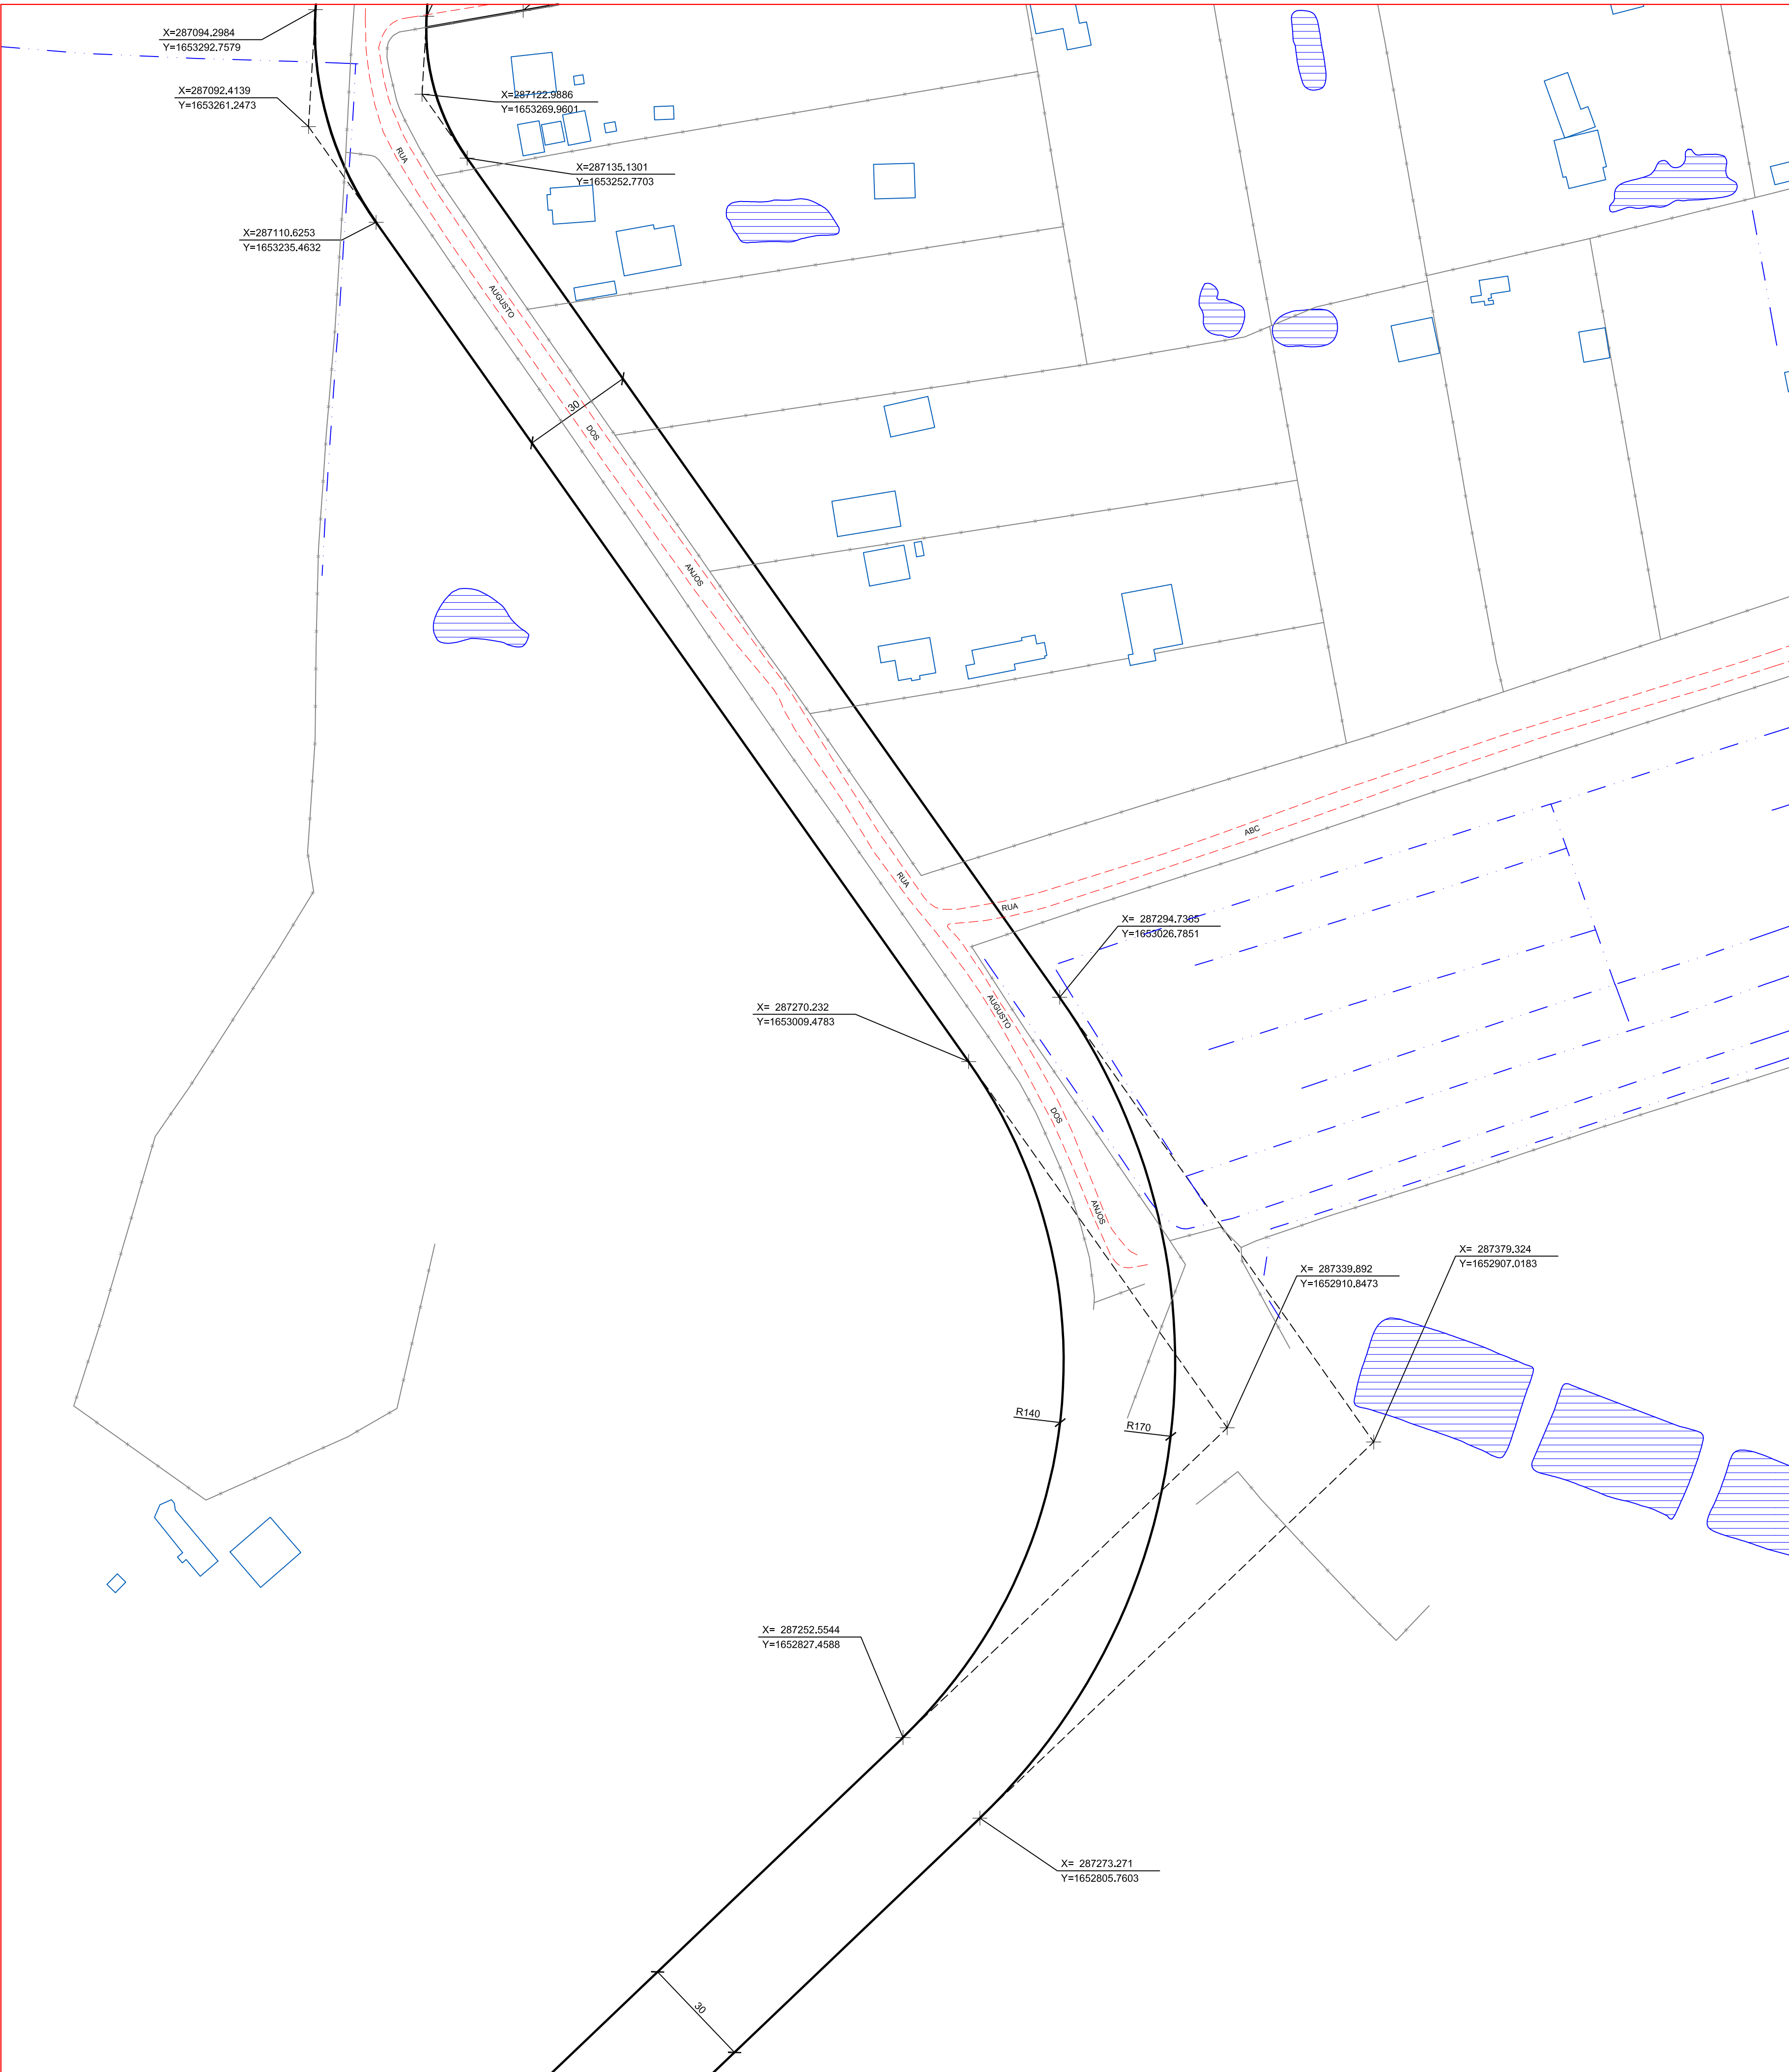 X=287094.2984
Y=1653292.7579
X=287092.4139
Y=1653261.2473
X=287122.9886
Y=1653269.9601
RUA
X=287135.1301
Y=1653252.7703
X=287110.6253
Y=1653235.4632
AUGUSTO
30
DOS
ANJOS
ABC
RUA
RUA
X= 287294.7365
Y=1653026.7851
X= 287270.232
Y=1653009.4783
AUGUSTO
DOS
ANJOS
X= 287379.324
Y=1652907.0183
X= 287339.892
Y=1652910.8473
R140
R170
X= 287252.5544
Y=1652827.4588
X= 287273.271
Y=1652805.7603
30